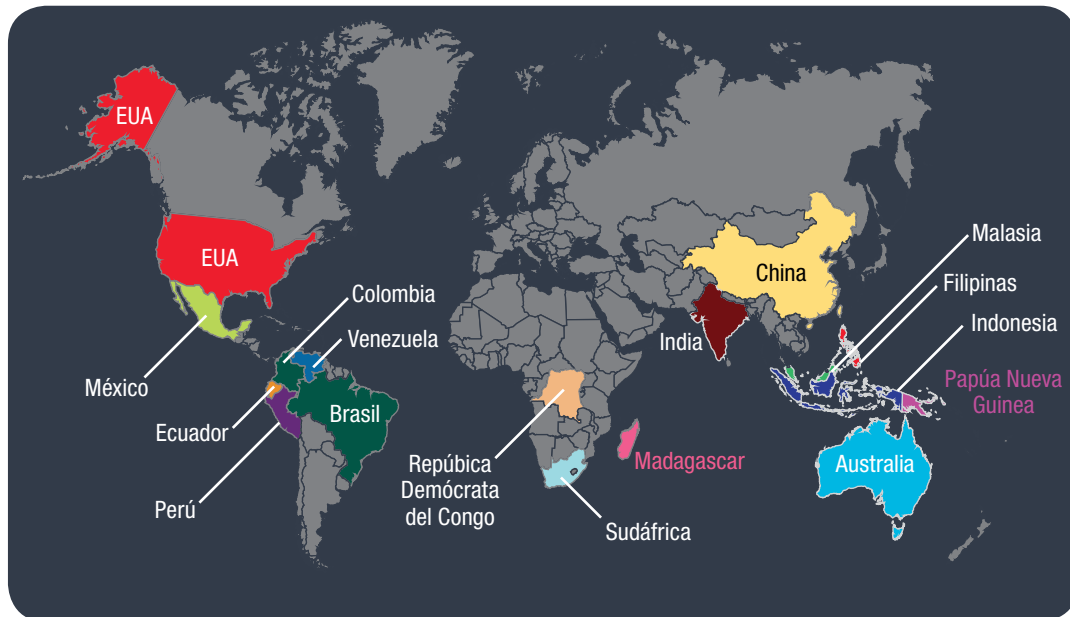 EUA
EUA
México
Colombia
Venezuela
Ecuador
Brasil
Perú
Repúbica
Demócrata
del Congo
Sudáfrica
Madagascar
India
China
Malasia
Filipinas
Indonesia
Papúa Nueva
Guinea
Australia